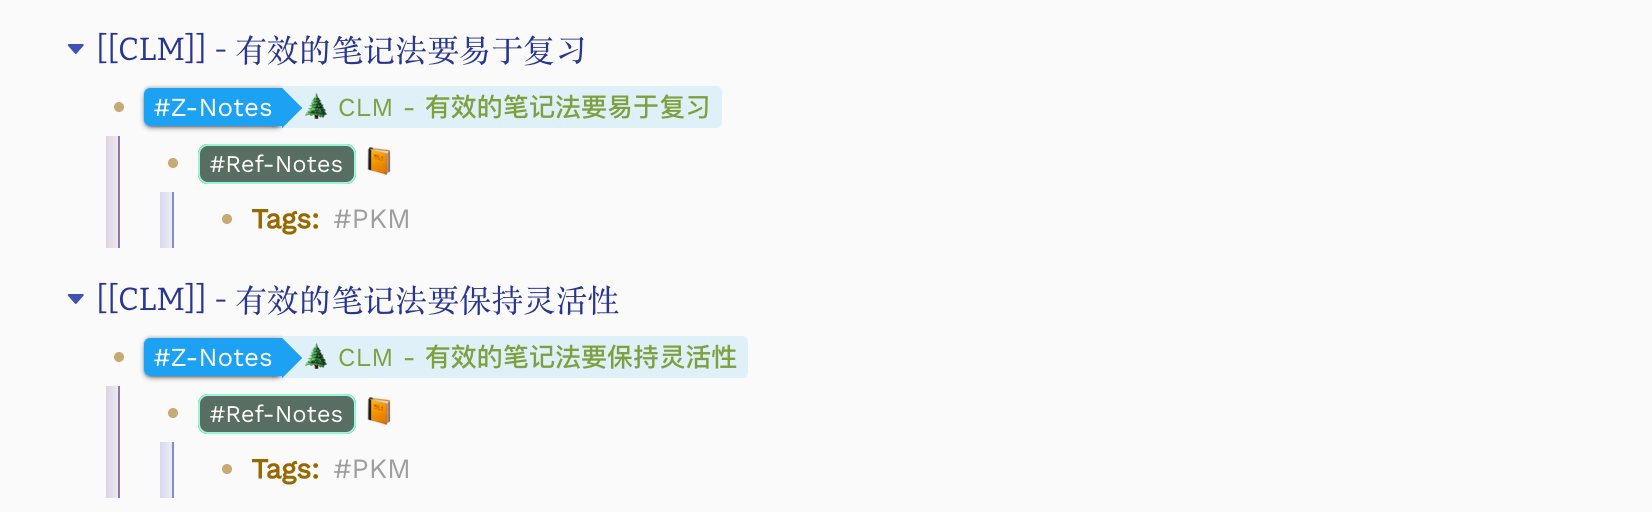 [[CLM]] - 有效的笔记法要易于复习
#Z-Notes 🌲 CLM - 有效的笔记法要易于复习
#Ref-Notes 📙
Tags: #PKM
[[CLM]] - 有效的笔记法要保持灵活性
#Z-Notes 🌲 CLM - 有效的笔记法要保持灵活性
#Ref-Notes 📙
Tags: #PKM